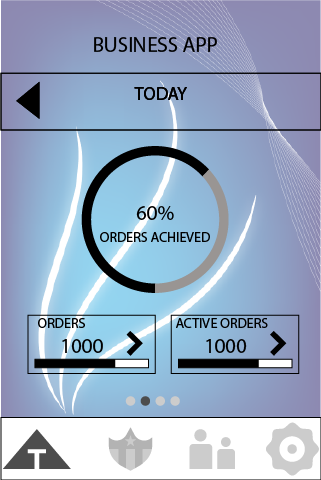 BUSINESS APP
TODAY
60%
ORDERS ACHIEVED
ORDERS
1000
ACTIVE ORDERS
1000
T